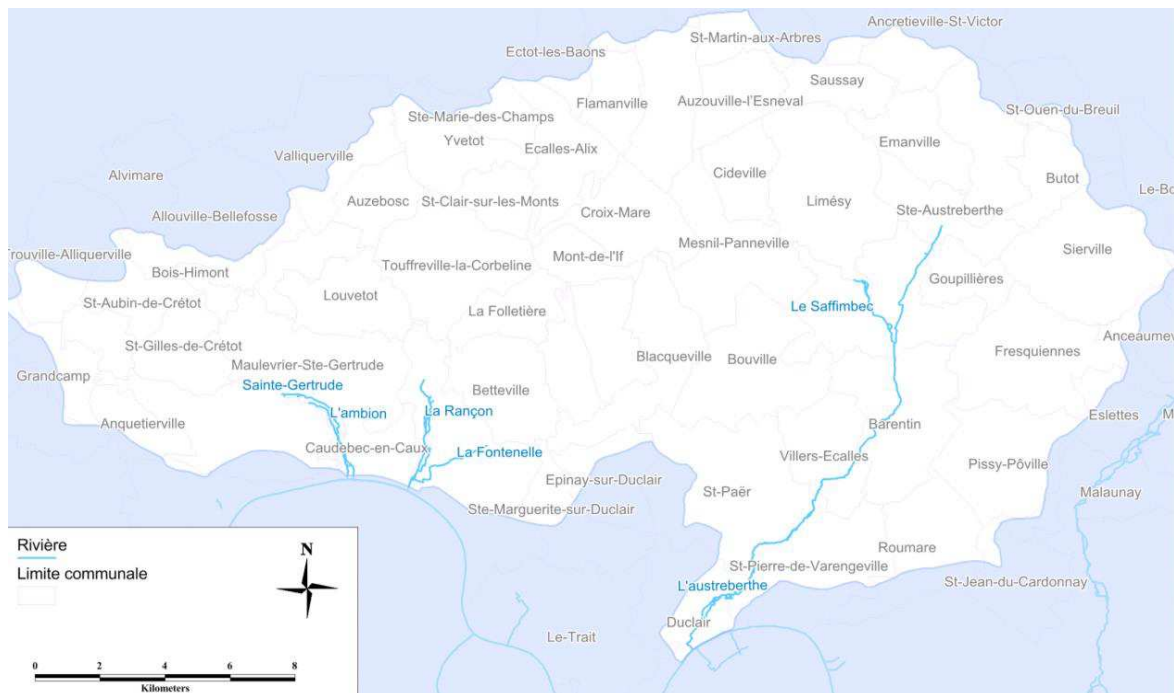 Ancretieville-St-Victor
St-Martin-aux-Arbres
Ectot-les-Baons
Saussay
Flamanville
Auzouville-l'Esneval
St-Ouen-du-Breuil
Ste-Marie-des-Champs
Yvetot
Ecalles-Alix
Emanville
Valliquerville
Alvimare
Cideville
Butot
Le-Bo
Auzebosc
St-Clair-sur-les-Monts
Limésy
Allouville-Bellefosse
Croix-Mare
Ste-Austreberthe
Mesnil-Panneville
Trouville-Alliquerville
Mont-de-l'If
Sierville
Touffreville-la-Corbeline
Bois-Himont
Goupillières
Louvetot
St-Aubin-de-Crétot
La Folletière
Le Saffimbec
Anceaumev
St-Gilles-de-Crétot
Fresquiennes
Blacqueville
Bouville
Maulevrier-Ste-Gertrude
Grandcamp
Sainte-Gertrude
Betteville
L'ambion
La Rançon
Eslettes
M
Anquetierville
Barentin
Caudebec-en-Caux
La Fontenelle
Villers-Ecalles
Pissy-Pôville
Epinay-sur-Duclair
St-Paër
Malaunay
Ste-Marguerite-sur-Duclair
Rivière
N
Roumare
Limite communale
St-Pierre-de-Varengeville
St-Jean-du-Cardonnay
L'austreberthe
Duclair
Le-Trait
0 2 4 6 8
Kilometers